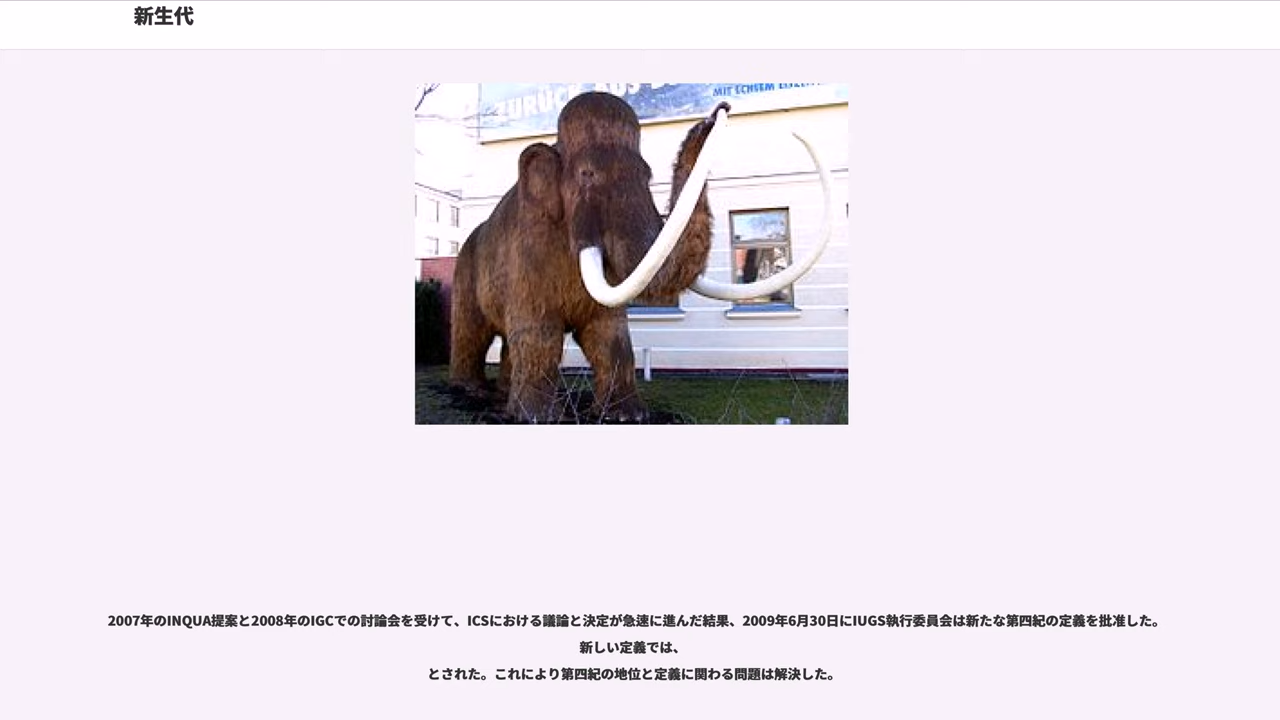 新生代
ZURÜCK AUS
MIT ECHTEM
2007年のINQUA提案と2008年のIGCでの討論会を受けて、ICSにおける議論と決定が急速に進んだ結果、2009年6月30日にIUGS執行委員会は新たな第四紀の定義を批准した。
新しい定義では、
とされた。これにより第四紀の地位と定義に関わる問題は解決した。